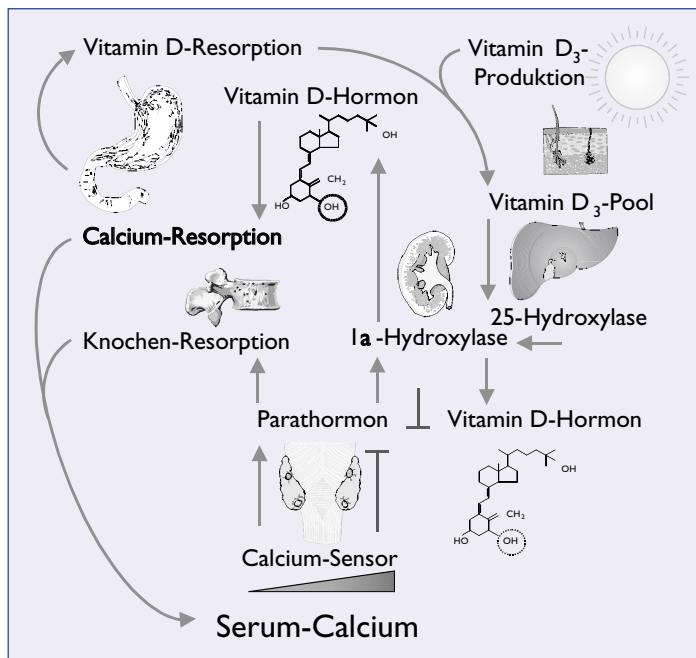 Vitamin D-Resorption
Vitamin D₃-
Produktion
Vitamin D-Hormon
OH
CH₂
HO
OH
Vitamin D₃-Pool
Calcium-Resorption
25-Hydroxylase
Knochen-Resorption
1a-Hydroxylase
Parathormon
Vitamin D-Hormon
OH
CH₂
HO
OH
Calcium-Sensor
Serum-Calcium